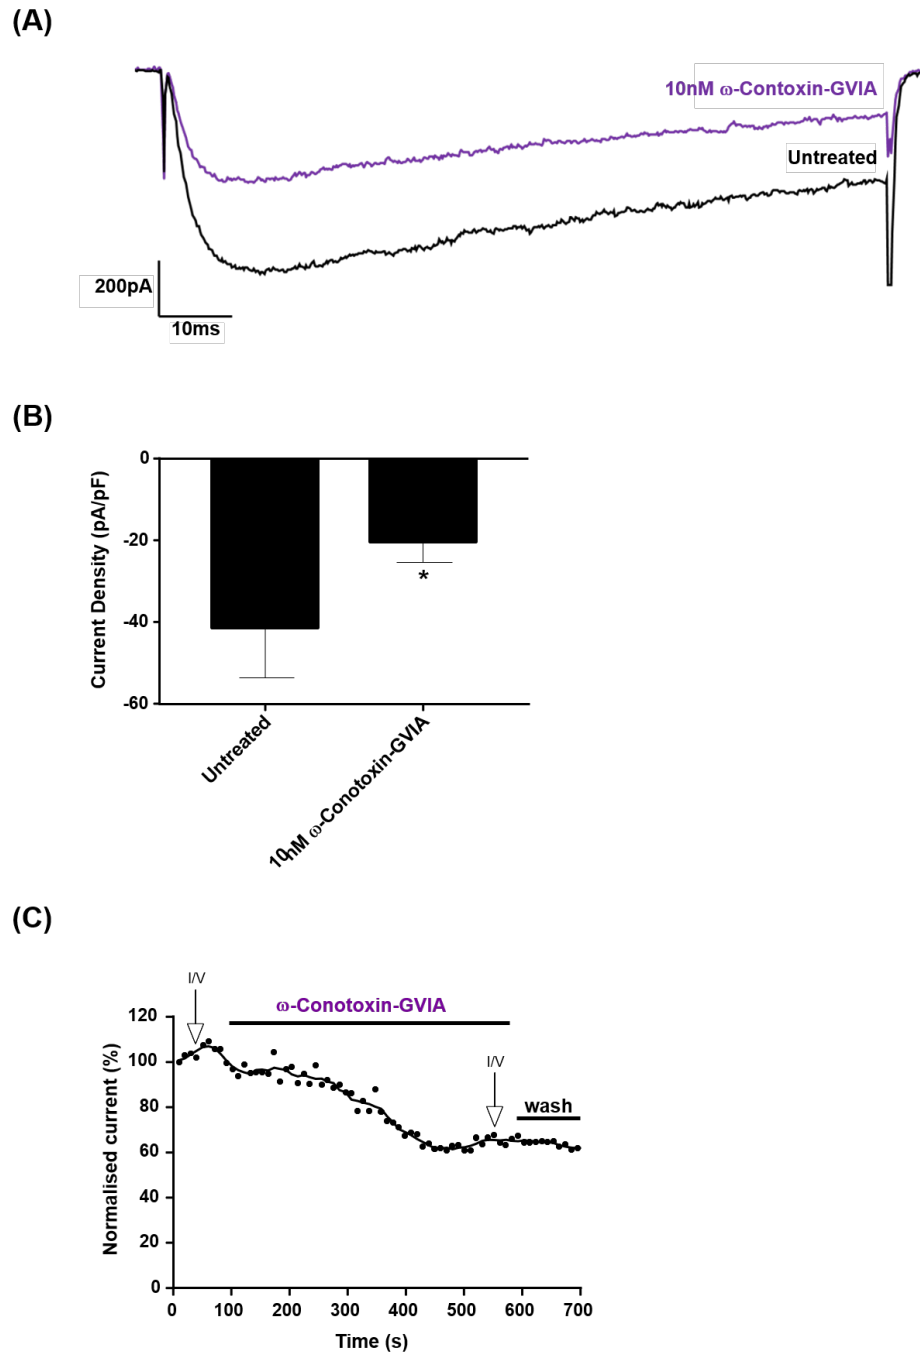 (A)
10nM ω-Contoxin-GVIA
Untreated
200pA
10ms
(B)
Current Density (pA/pF)
0
-20
-40
-60
*
Untreated
10nM ω-Conotoxin-GVIA
(C)
I/V
ω-Conotoxin-GVIA
I/V
wash
Normalised current (%)
120
100
80
60
40
20
0
0 100 200 300 400 500 600 700
Time (s)